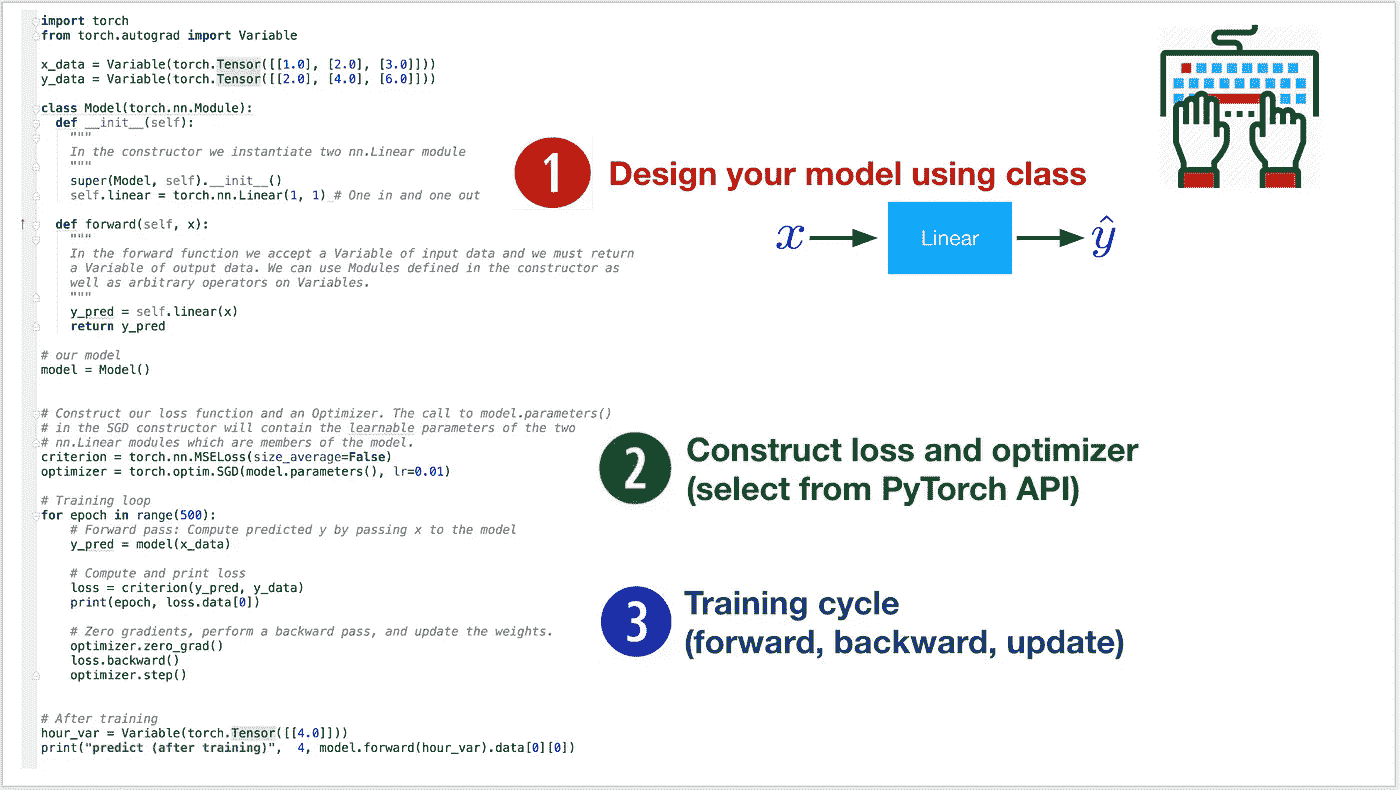 import torch
from torch.autograd import Variable
x_data = Variable(torch.Tensor([[1.0], [2.0], [3.0]]))
y_data = Variable(torch.Tensor([[2.0], [4.0], [6.0]]))
class Model(torch.nn.Module):
def __init__(self):
"""
In the constructor we instantiate two nn.Linear module
"""
super(Model, self).__init__()
self.linear = torch.nn.Linear(1, 1) # One in and one out
def forward(self, x):
"""
In the forward function we accept a Variable of input data and we must return
a Variable of output data. We can use Modules defined in the constructor as
well as arbitrary operators on Variables.
"""
y_pred = self.linear(x)
return y_pred
# our model
model = Model()
# Construct our loss function and an Optimizer. The call to model.parameters()
# in the SGD constructor will contain the learnable parameters of the two
# nn.Linear modules which are members of the model.
criterion = torch.nn.MSELoss(size_average=False)
optimizer = torch.optim.SGD(model.parameters(), lr=0.01)
# Training loop
for epoch in range(500):
# Forward pass: Compute predicted y by passing x to the model
y_pred = model(x_data)
# Compute and print loss
loss = criterion(y_pred, y_data)
print(epoch, loss.data[0])
# Zero gradients, perform a backward pass, and update the weights.
optimizer.zero_grad()
loss.backward()
optimizer.step()
# After training
hour_var = Variable(torch.Tensor([[4.0]]))
print("predict (after training)", 4, model.forward(hour_var).data[0][0])
1 Design your model using class
x Linear ŷ
2 Construct loss and optimizer
(select from PyTorch API)
3 Training cycle
(forward, backward, update)